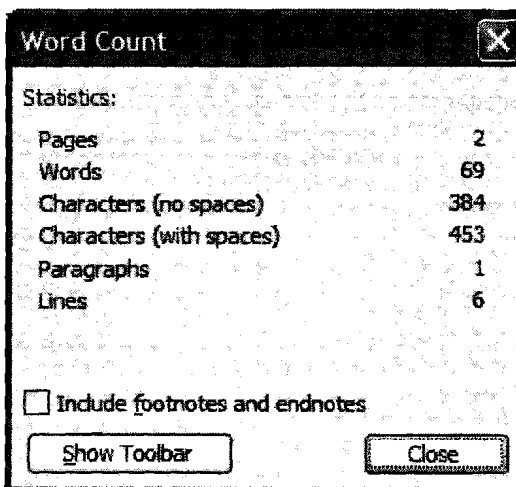 Word Count
Statistics:
Pages 2
Words 69
Characters (no spaces) 384
Characters (with spaces) 453
Paragraphs 1
Lines 6
Include footnotes and endnotes
Show Toolbar Close